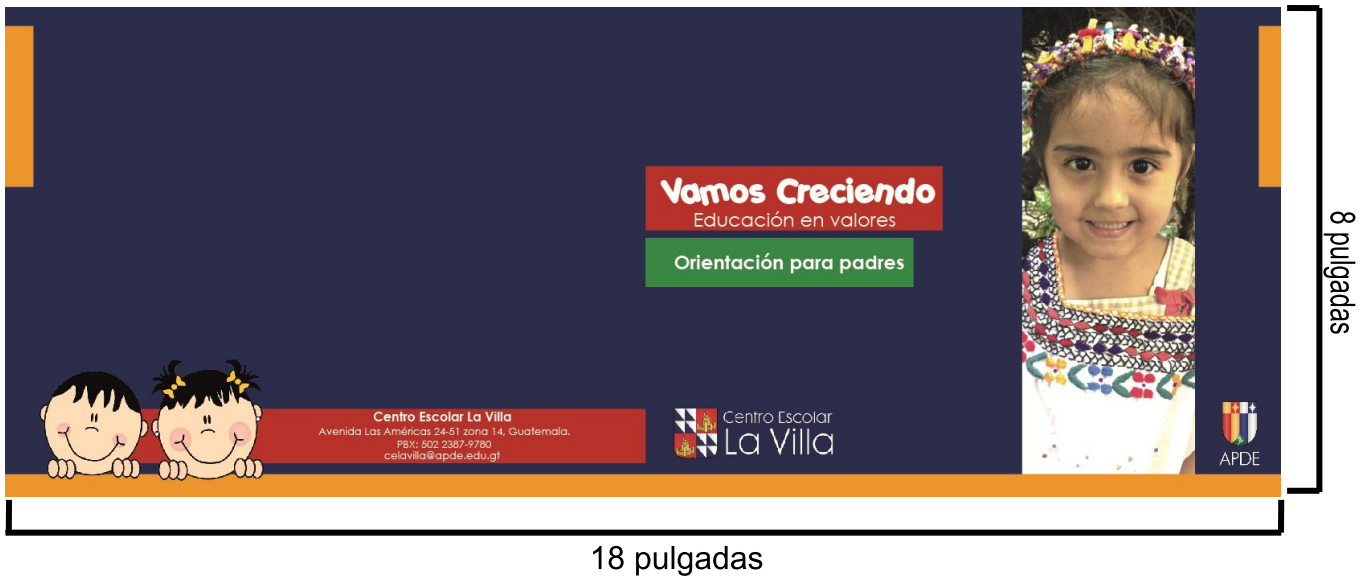 Vamos Creciendo
Educación en valores
Orientación para padres
Centro Escolar La Villa
Avenida Las Américas 24-51 zona 14, Guatemala.
PBX: 502 2387-9780
celavilla@apde.edu.gt
Centro Escolar
La Villa
APDE
8 pulgadas
18 pulgadas